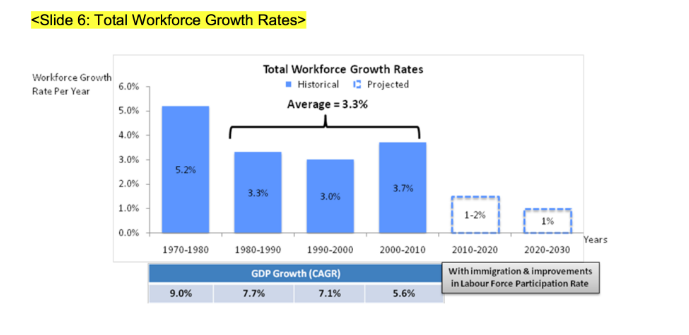 <Slide 6: Total Workforce Growth Rates>
Total Workforce Growth Rates
Workforce Growth
Rate Per Year
Historical Projected
Average = 3.3%
6.0%
5.0%
4.0%
3.0%
2.0%
1.0%
0.0%
5.2%
3.3%
3.0%
3.7%
1-2%
1%
Years
1970-1980 1980-1990 1990-2000 2000-2010 2010-2020 2020-2030
GDP Growth (CAGR)
9.0% 7.7% 7.1% 5.6%
With immigration & improvements
in Labour Force Participation Rate